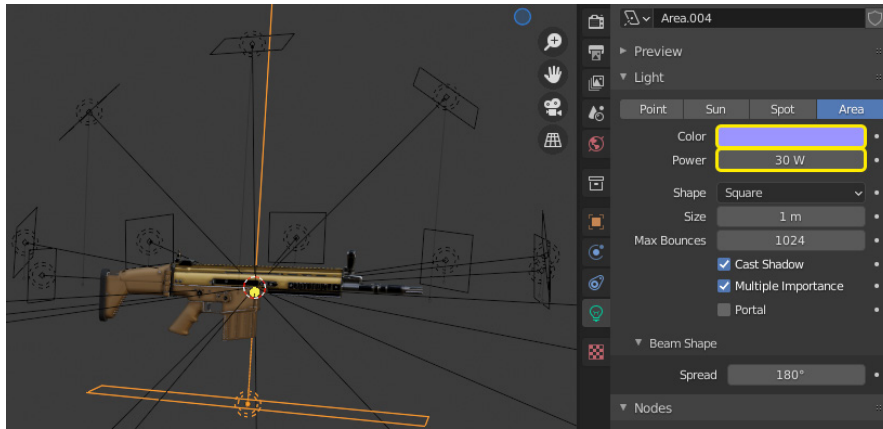 Area.004
Preview
Light
Point Sun Spot Area
Color
Power 30 W
Shape Square
Size 1 m
Max Bounces 1024
Cast Shadow
Multiple Importance
Portal
Beam Shape
Spread 180°
Nodes